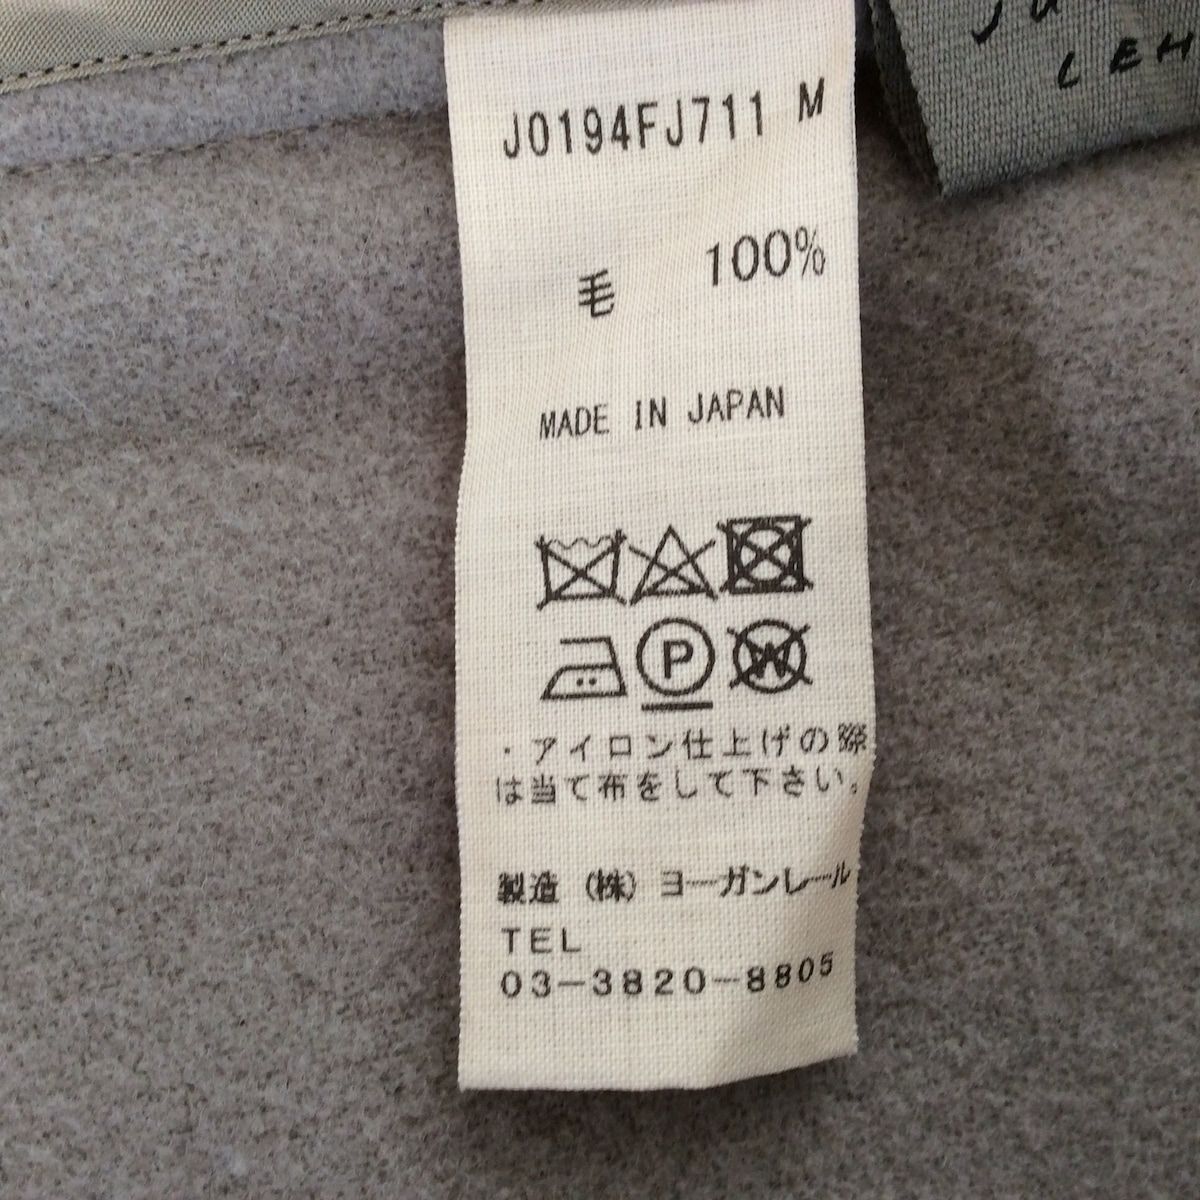 J0194FJ711 M
毛 100%
MADE IN JAPAN
P W
・アイロン仕上げの際
は当て布をして下さい。
製造 (株) ヨーガンレール
TEL
03-3820-8805
LEH